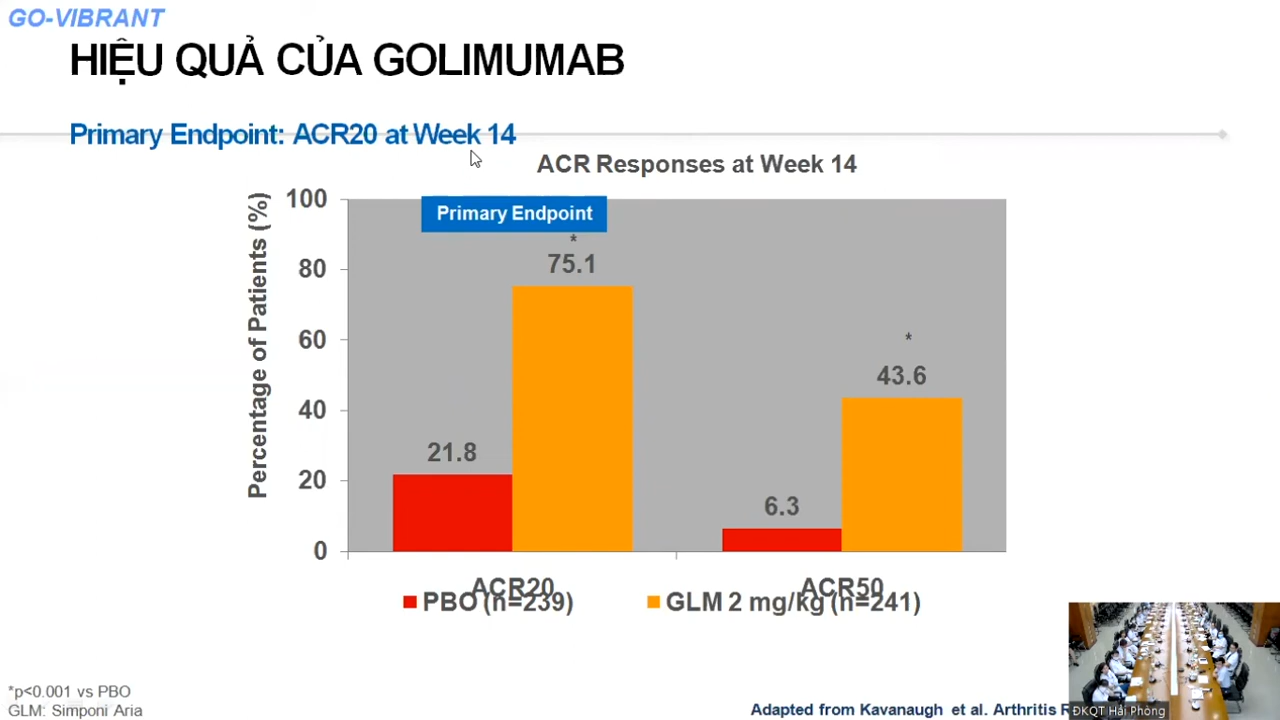 GO-VIBRANT
HIỆU QUẢ CỦA GOLIMUMAB
Primary Endpoint: ACR20 at Week 14
ACR Responses at Week 14
Percentage of Patients (%)
100
80
60
40
20
0
Primary Endpoint
*
75.1
21.8
*
43.6
6.3
ACR20
ACR50
PBO (n=239)
GLM 2 mg/kg (n=241)
*p<0.001 vs PBO
GLM: Simponi Aria
Adapted from Kavanaugh et al. Arthritis
ĐKQT Hải Phòng